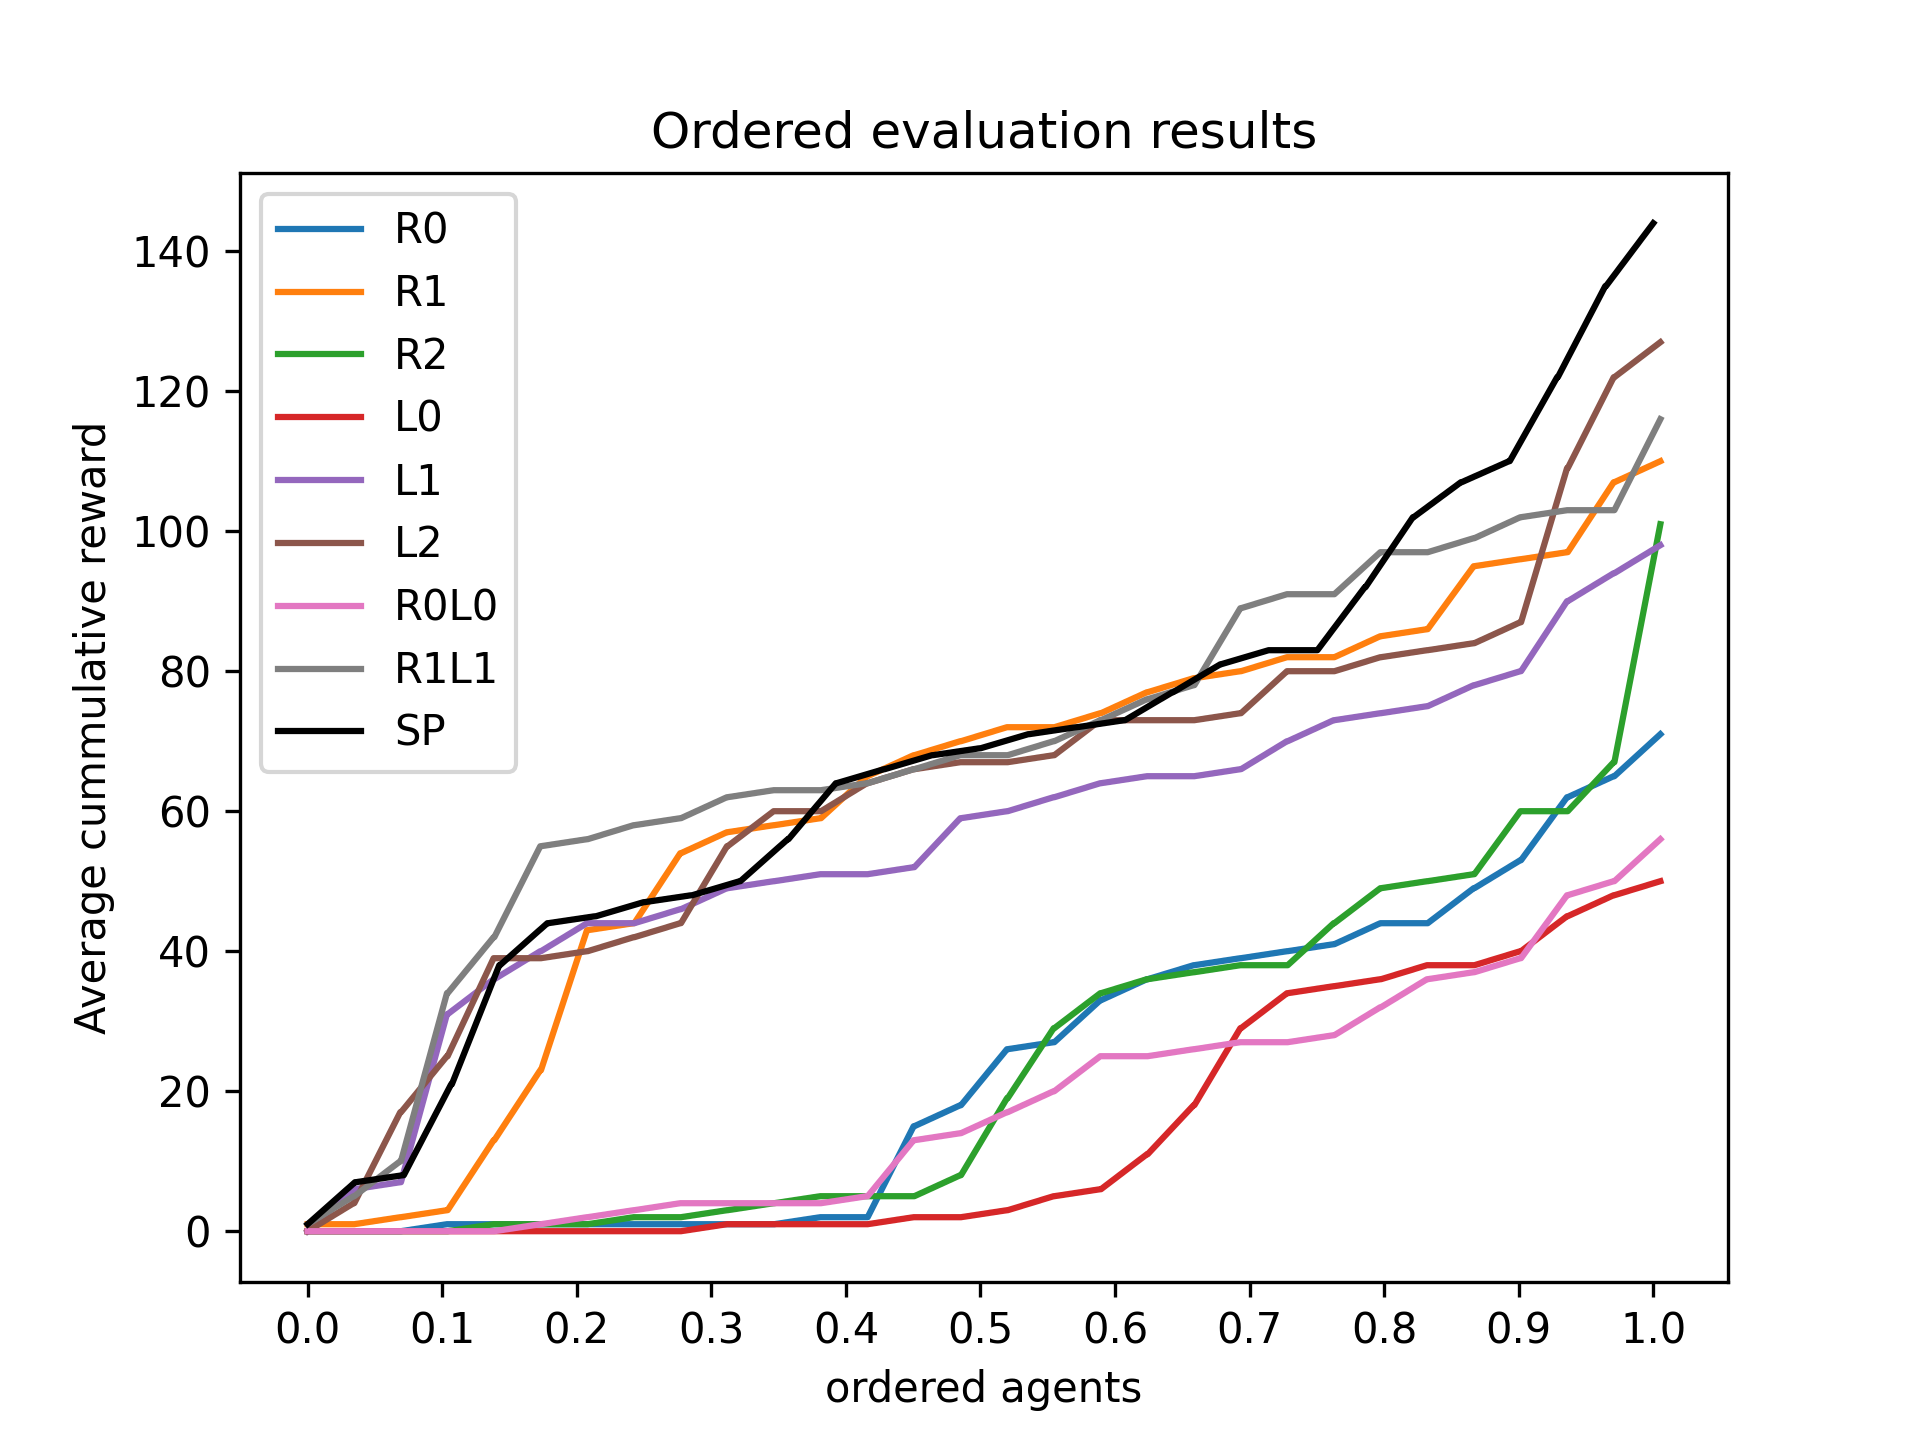 Ordered evaluation results
Average cummulative reward
140
120
100
80
60
40
20
0
R0
R1
R2
L0
L1
L2
R0L0
R1L1
SP
0.0 0.1 0.2 0.3 0.4 0.5 0.6 0.7 0.8 0.9 1.0
ordered agents